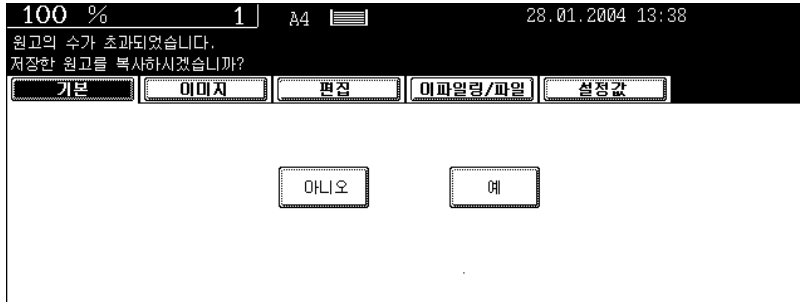 100 % 1 A4 28.01.2004 13:38
원고의 수가 초과되었습니다.
저장한 원고를 복사하시겠습니까?
기본 이미지 편집 이파일링/파일 설정값
아니오 예